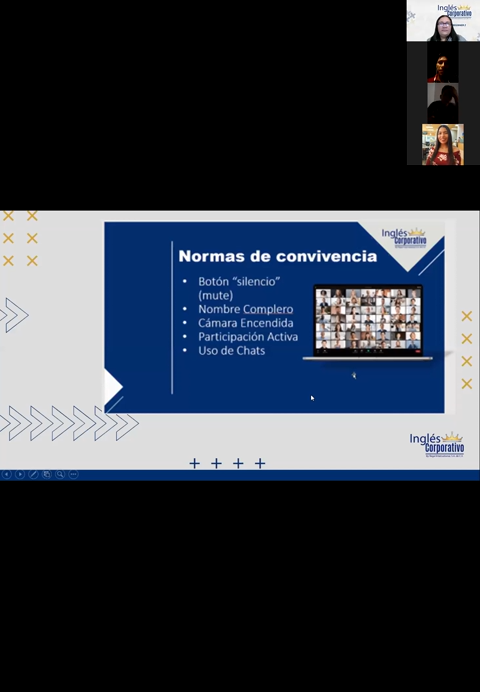 Inglés
Corporativo
Normas de convivencia
Inglés
Corporativo
• Botón “silencio”
(mute)
• Nombre Complero
• Cámara Encendida
• Participación Activa
• Uso de Chats
Inglés
Corporativo